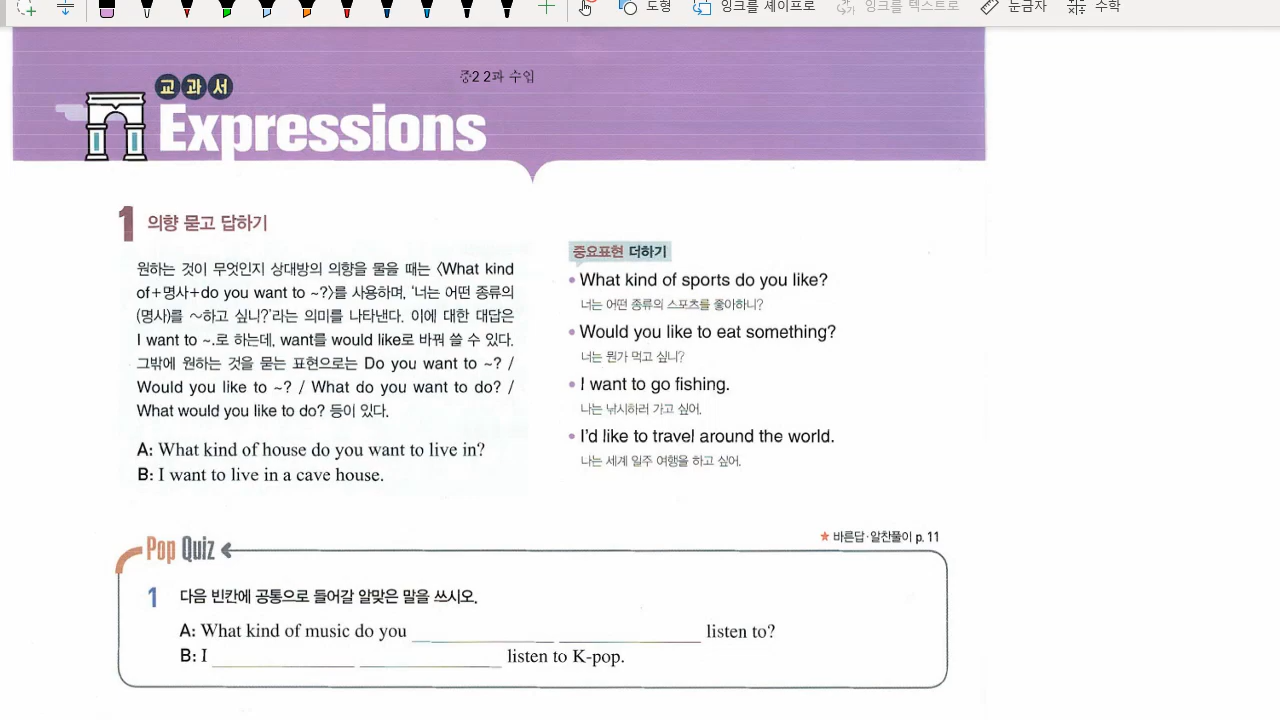 도형
잉크를 셰이프로
잉크를 텍스트로
눈금자
수학
중2 2과 수입
교과서
Expressions
1 의향 묻고 답하기
원하는 것이 무엇인지 상대방의 의향을 물을 때는 〈What kind
of+명사+do you want to ~?〉를 사용하며, '너는 어떤 종류의
(명사)를 ~하고 싶니?'라는 의미를 나타낸다. 이에 대한 대답은
I want to ~.로 하는데, want를 would like로 바꿔 쓸 수 있다.
그밖에 원하는 것을 묻는 표현으로는 Do you want to ~? /
Would you like to ~? / What do you want to do? /
What would you like to do? 등이 있다.
A: What kind of house do you want to live in?
B: I want to live in a cave house.
중요표현 더하기
• What kind of sports do you like?
너는 어떤 종류의 스포츠를 좋아하니?
• Would you like to eat something?
너는 뭔가 먹고 싶니?
• I want to go fishing.
나는 낚시하러 가고 싶어.
• I'd like to travel around the world.
나는 세계 일주 여행을 하고 싶어.
★ 바른답·알찬풀이 p. 11
Pop Quiz
1 다음 빈칸에 공통으로 들어갈 알맞은 말을 쓰시오.
A: What kind of music do you ____________ ____________ listen to?
B: I ____________ ____________ listen to K-pop.